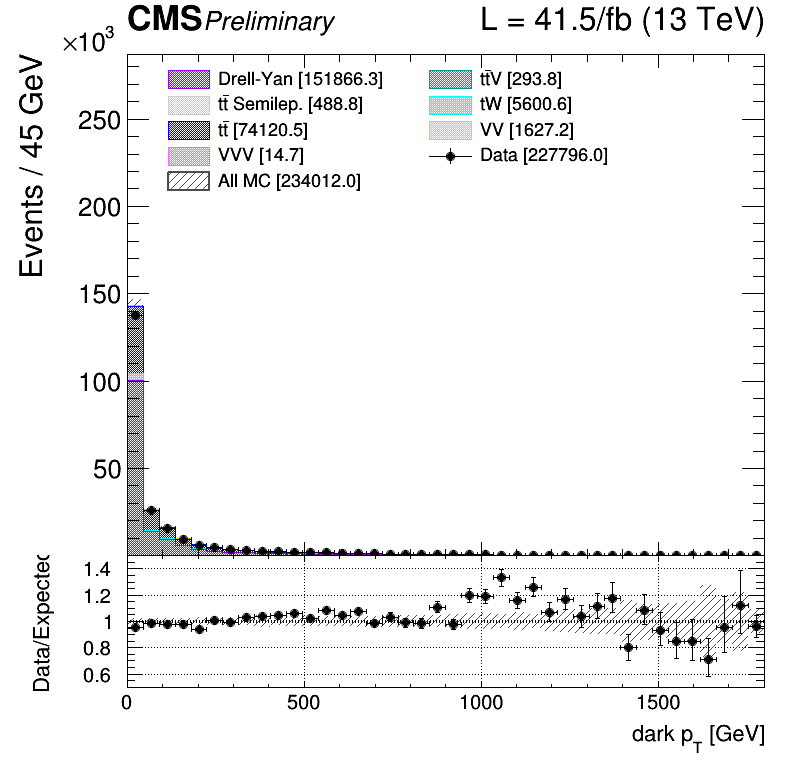 CMS Preliminary L = 41.5/fb (13 TeV)
×10³
Events / 45 GeV
Drell-Yan [151866.3] tt̄V [293.8]
tt̄ Semilep. [488.8] tW [5600.6]
tt̄ [74120.5] VV [1627.2]
VVV [14.7] Data [227796.0]
All MC [234012.0]
250
200
150
100
50
Data/Expected
1.4
1.2
1
0.8
0.6
0 500 1000 1500
dark p_T [GeV]